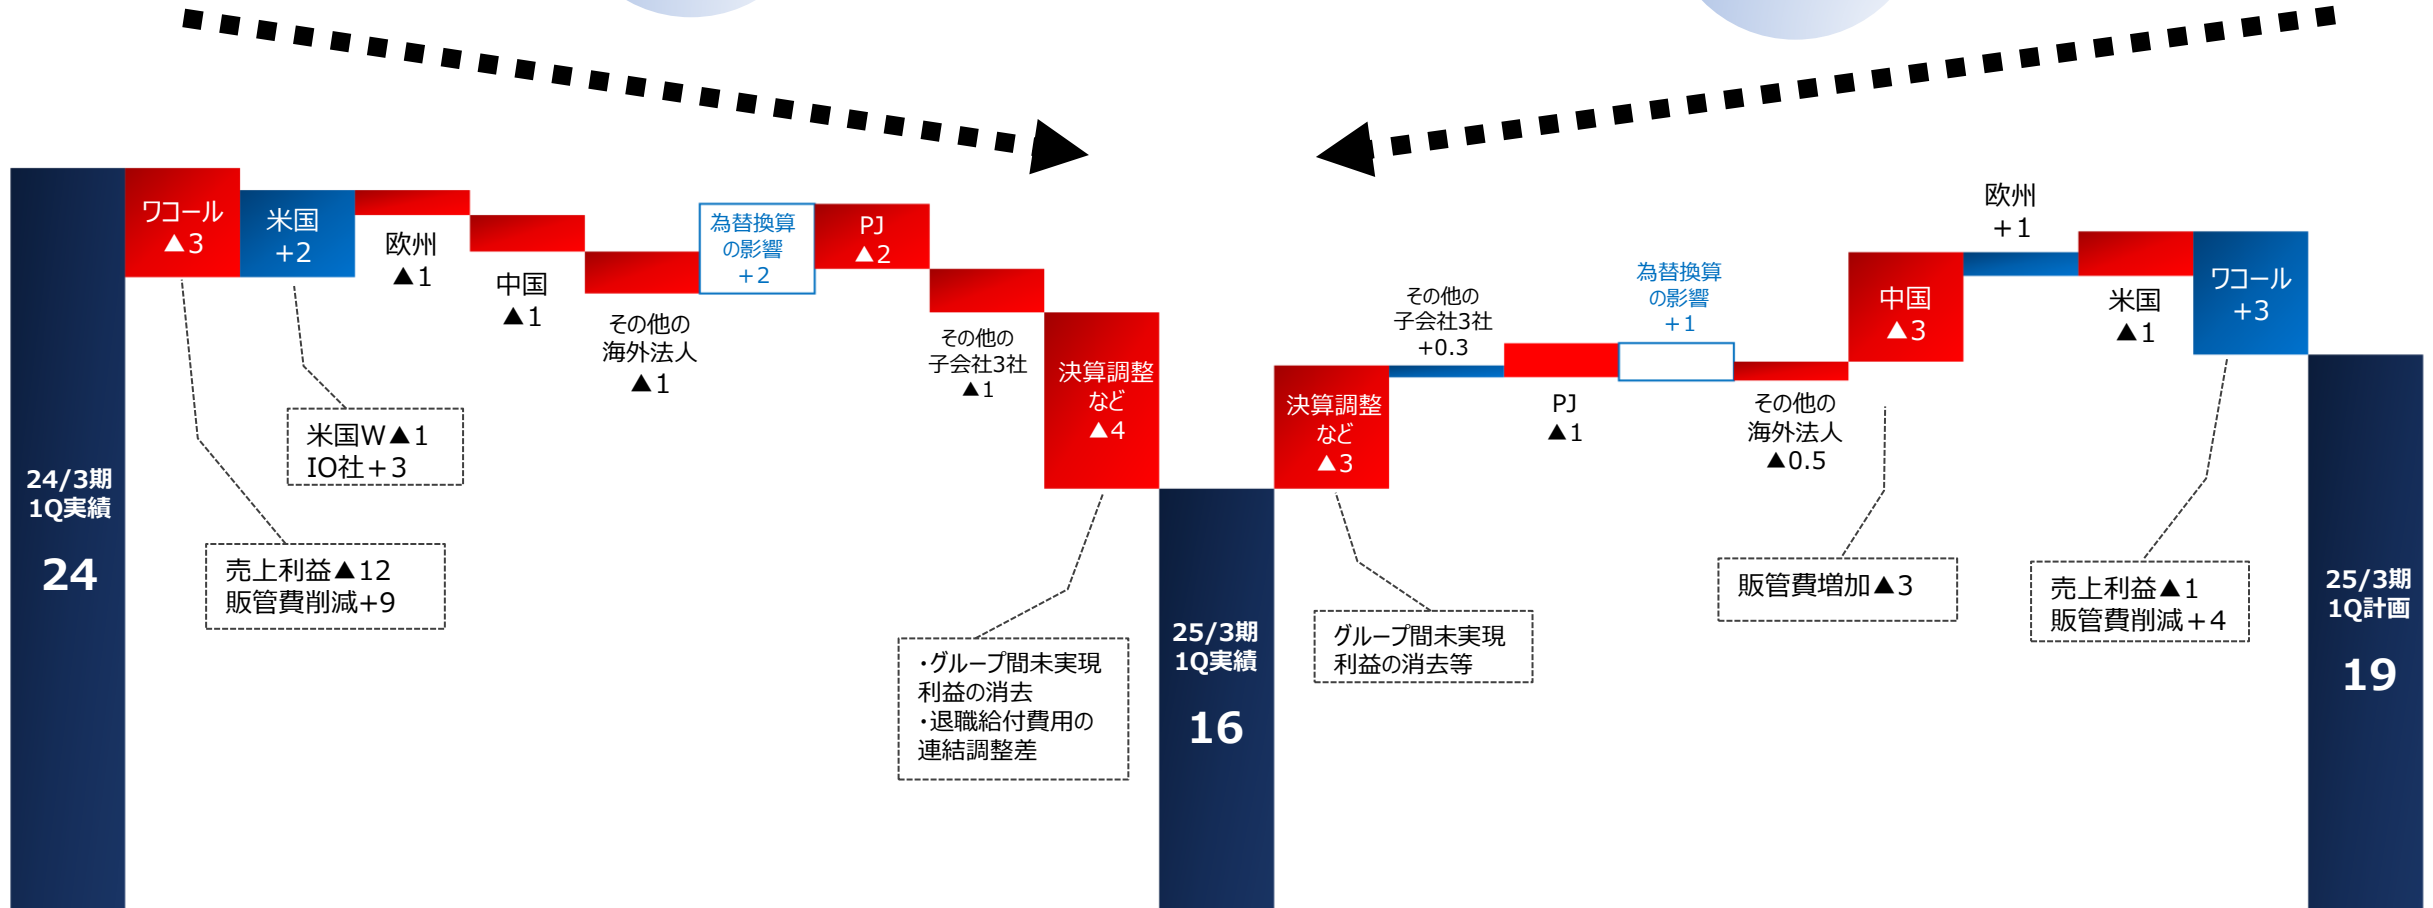 24/3期
1Q実績
24
ワコール
▲3
米国
+2
欧州
▲1
中国
▲1
その他の
海外法人
▲1
為替換算
の影響
+2
PJ
▲2
その他の
子会社3社
▲1
決算調整
など
▲4
米国W▲1
IO社+3
売上利益▲12
販管費削減+9
・グループ間未実現
利益の消去
・退職給付費用の
連結調整差
25/3期
1Q実績
16
決算調整
など
▲3
その他の
子会社3社
+0.3
PJ
▲1
為替換算
の影響
+1
その他の
海外法人
▲0.5
中国
▲3
欧州
+1
米国
▲1
ワコール
+3
グループ間未実現
利益の消去等
販管費増加▲3
売上利益▲1
販管費削減+4
25/3期
1Q計画
19